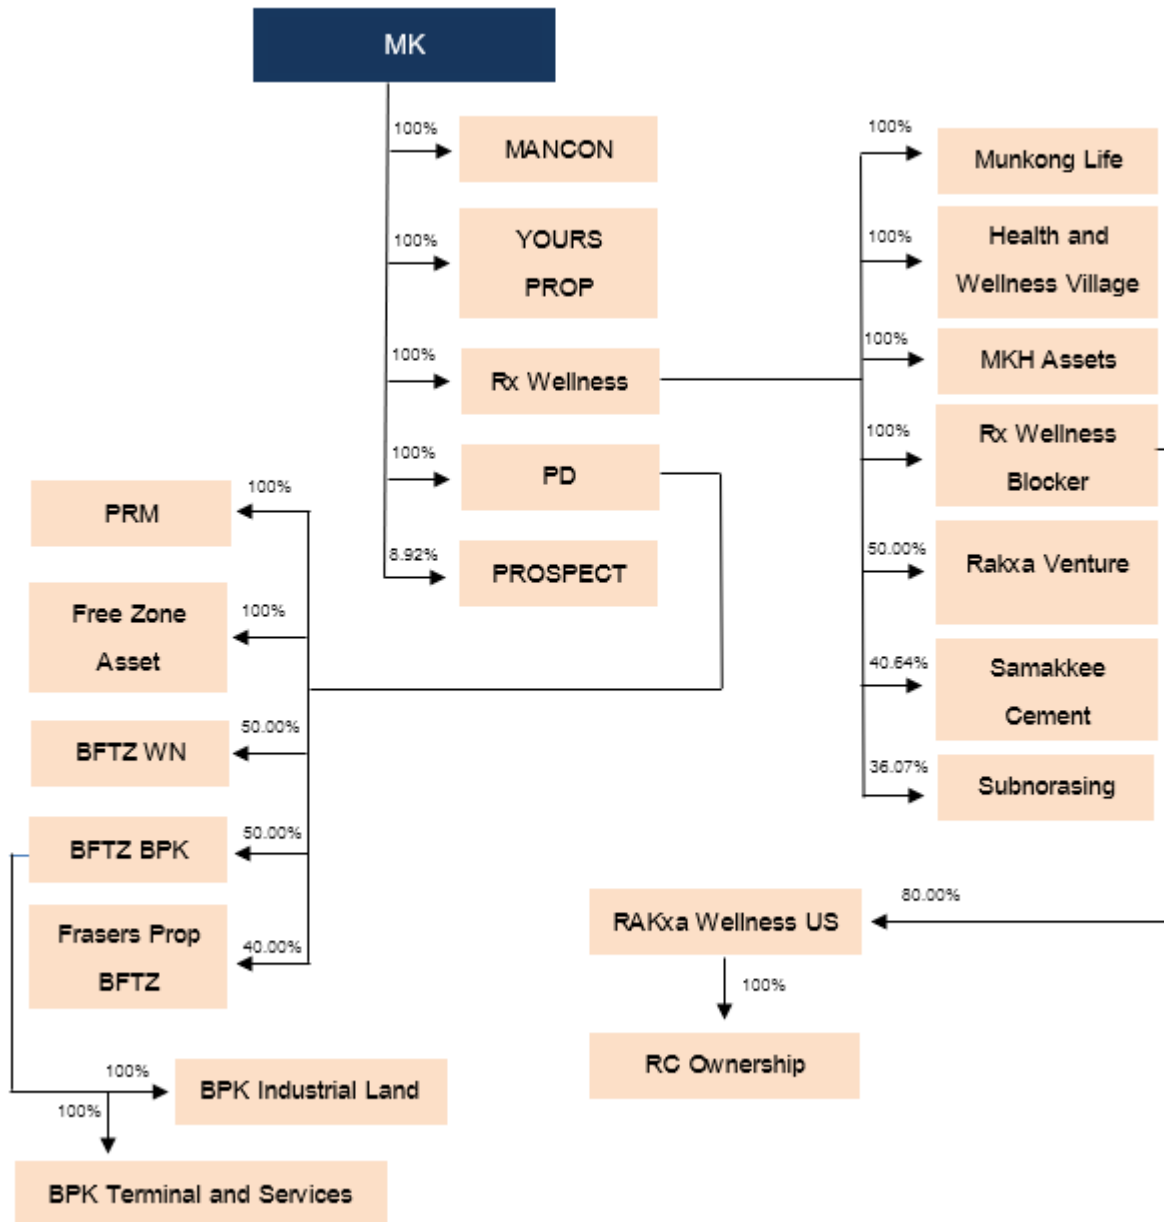 MK
100%
MANCON
100%
YOURS
PROP
100%
Rx Wellness
100%
PD
8.92%
PROSPECT
100%
Munkong Life
100%
Health and
Wellness Village
100%
MKH Assets
100%
Rx Wellness
Blocker
50.00%
Rakxa Venture
40.64%
Samakkee
Cement
36.07%
Subnorasing
PRM
100%
Free Zone
Asset
100%
BFTZ WN
50.00%
BFTZ BPK
50.00%
Frasers Prop
BFTZ
40.00%
RAKxa Wellness US
80.00%
100%
RC Ownership
100%
BPK Industrial Land
100%
BPK Terminal and Services